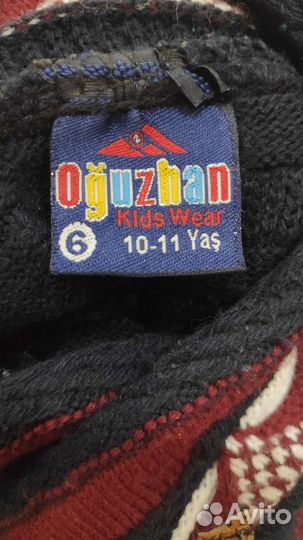 Oğuzhan
Kids Wear
6 10-11 Yaş
Avito